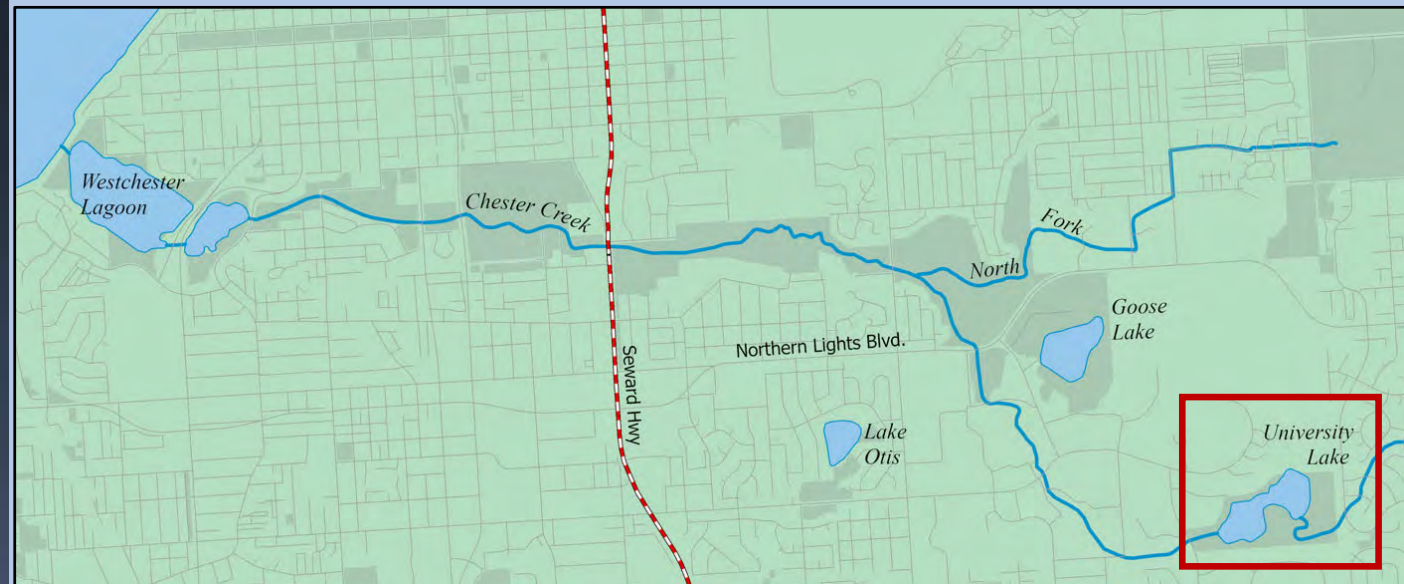 Westchester
Lagoon
Chester Creek
Seward Hwy
Northern Lights Blvd.
North
Fork
Goose
Lake
Lake
Otis
University
Lake